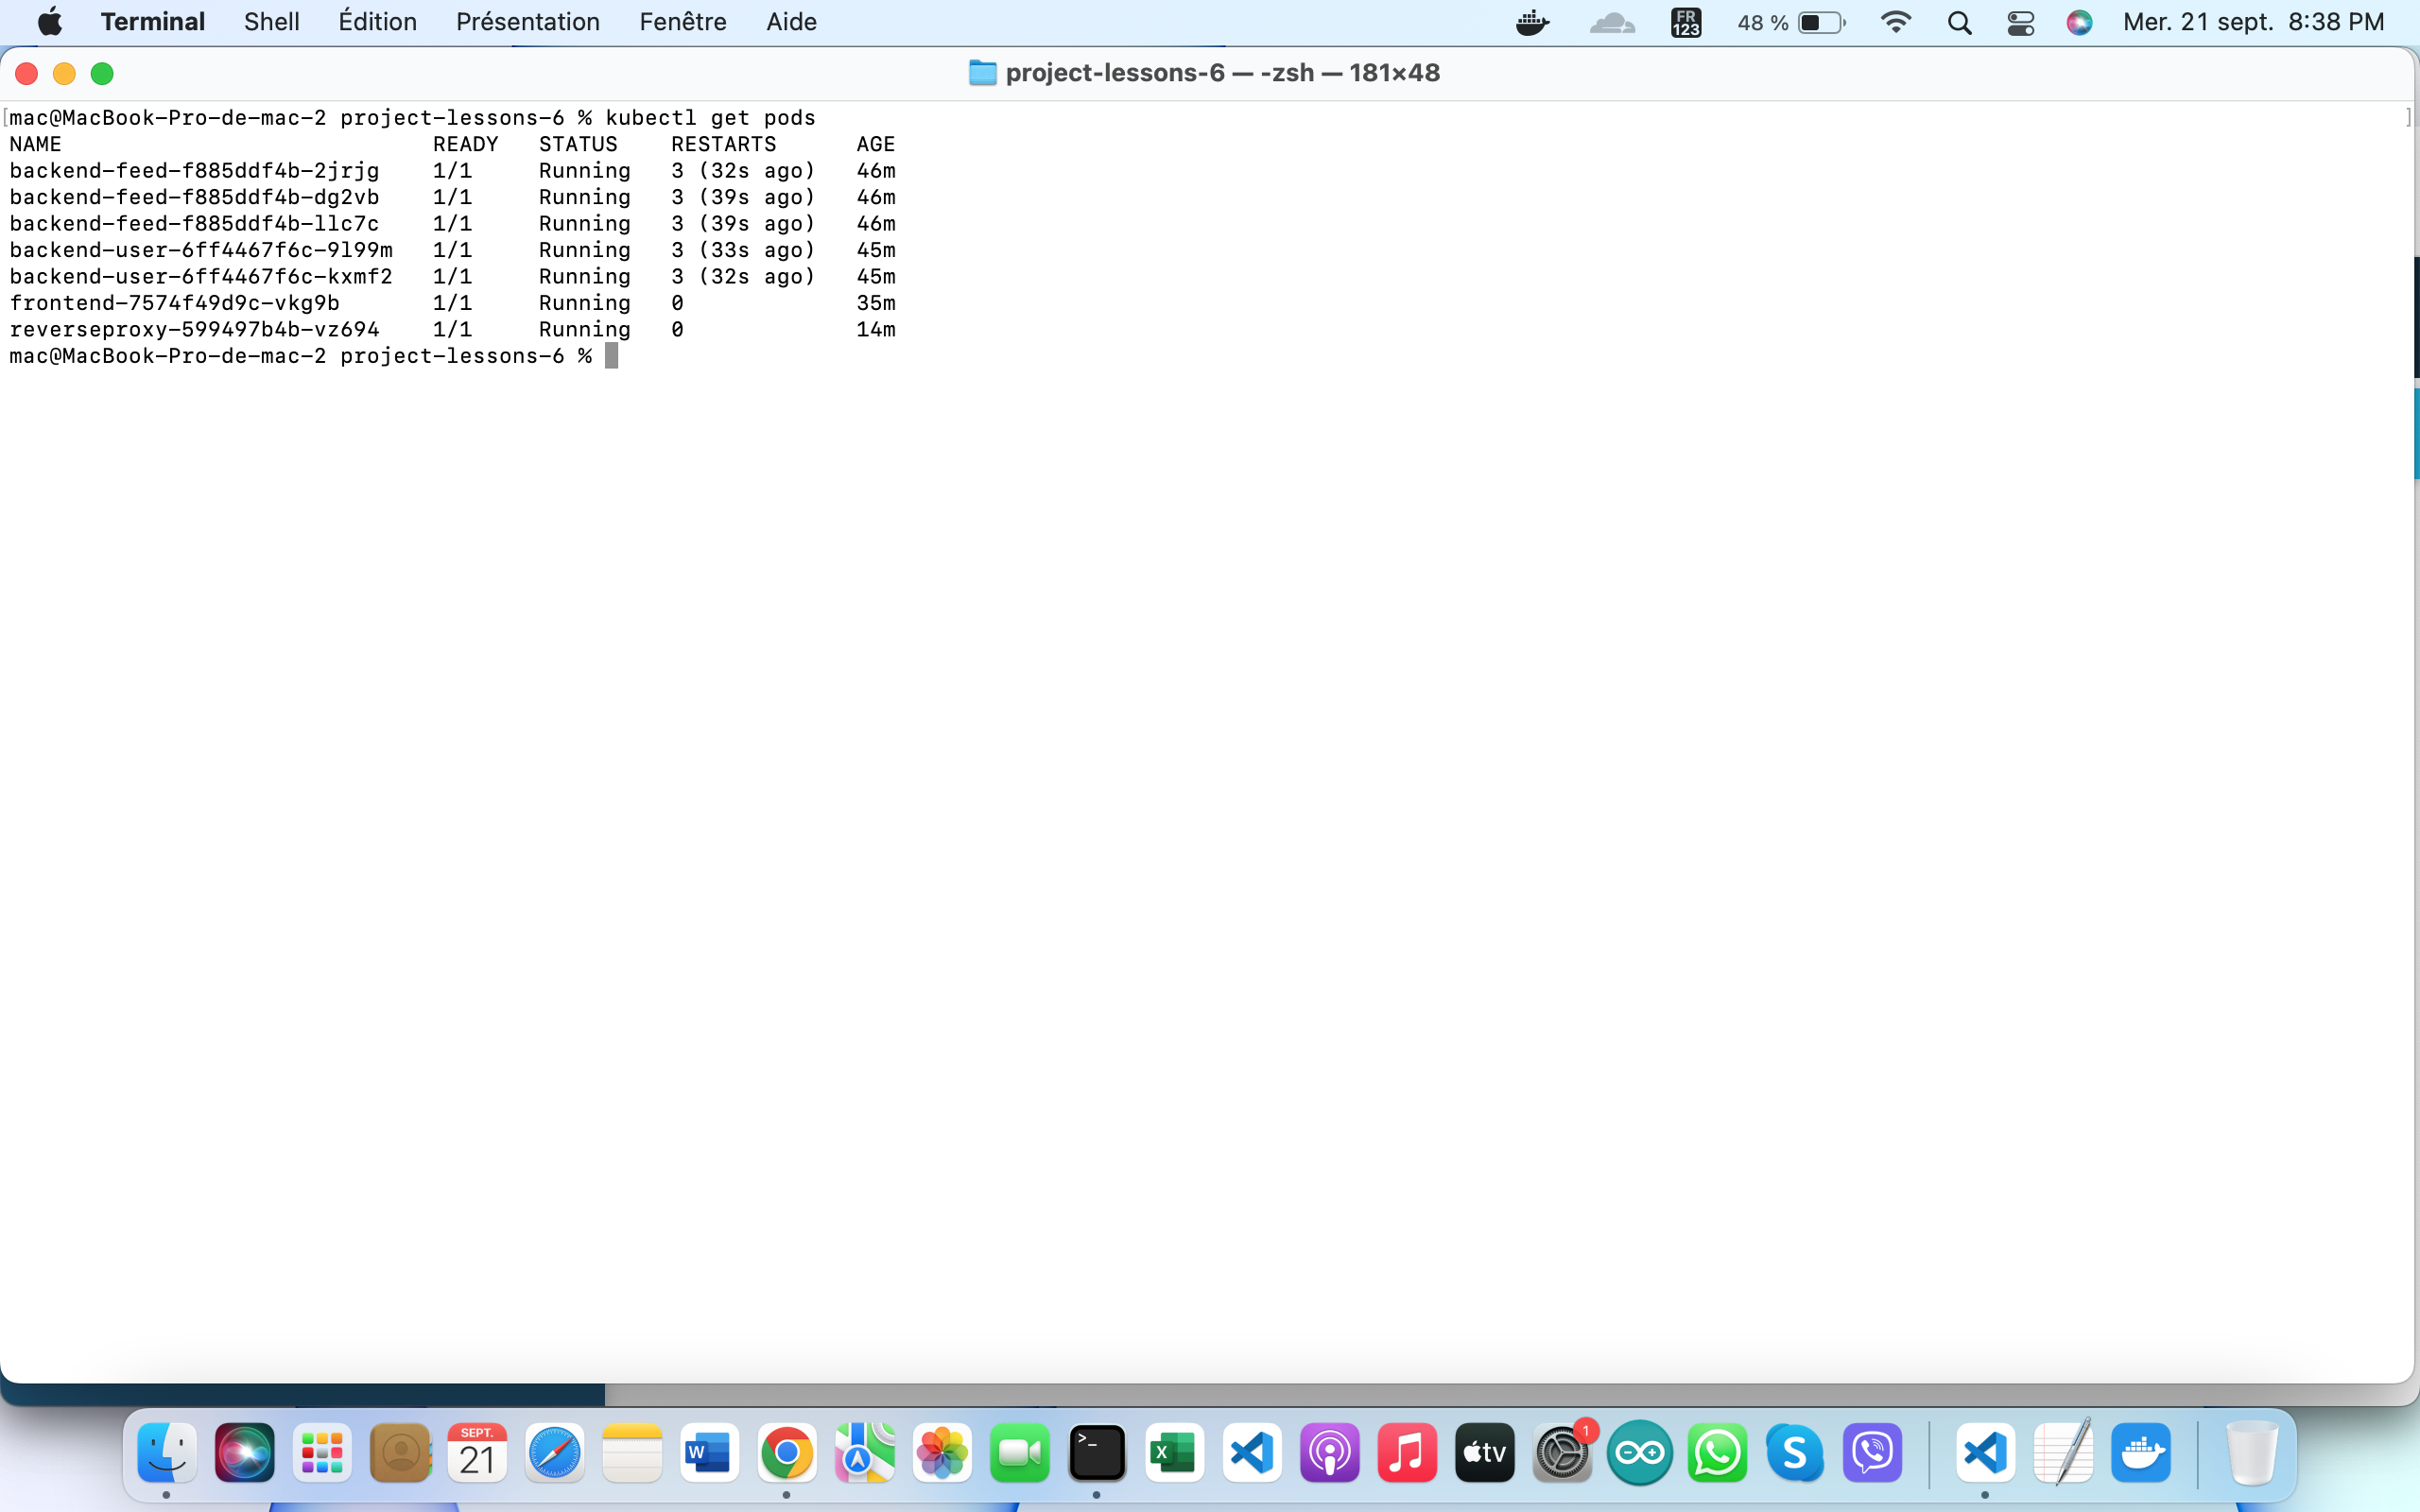 Terminal Shell Édition Présentation Fenêtre Aide FR 123 48 % Mer. 21 sept. 8:38 PM
project-lessons-6 — -zsh — 181×48
[mac@MacBook-Pro-de-mac-2 project-lessons-6 % kubectl get pods ]
NAME READY STATUS RESTARTS AGE
backend-feed-f885ddf4b-2jrjg 1/1 Running 3 (32s ago) 46m
backend-feed-f885ddf4b-dg2vb 1/1 Running 3 (39s ago) 46m
backend-feed-f885ddf4b-llc7c 1/1 Running 3 (39s ago) 46m
backend-user-6ff4467f6c-9l99m 1/1 Running 3 (33s ago) 45m
backend-user-6ff4467f6c-kxmf2 1/1 Running 3 (32s ago) 45m
frontend-7574f49d9c-vkg9b 1/1 Running 0 35m
reverseproxy-599497b4b-vz694 1/1 Running 0 14m
mac@MacBook-Pro-de-mac-2 project-lessons-6 %
SEPT.
21
W
>_
X
tv
1
S